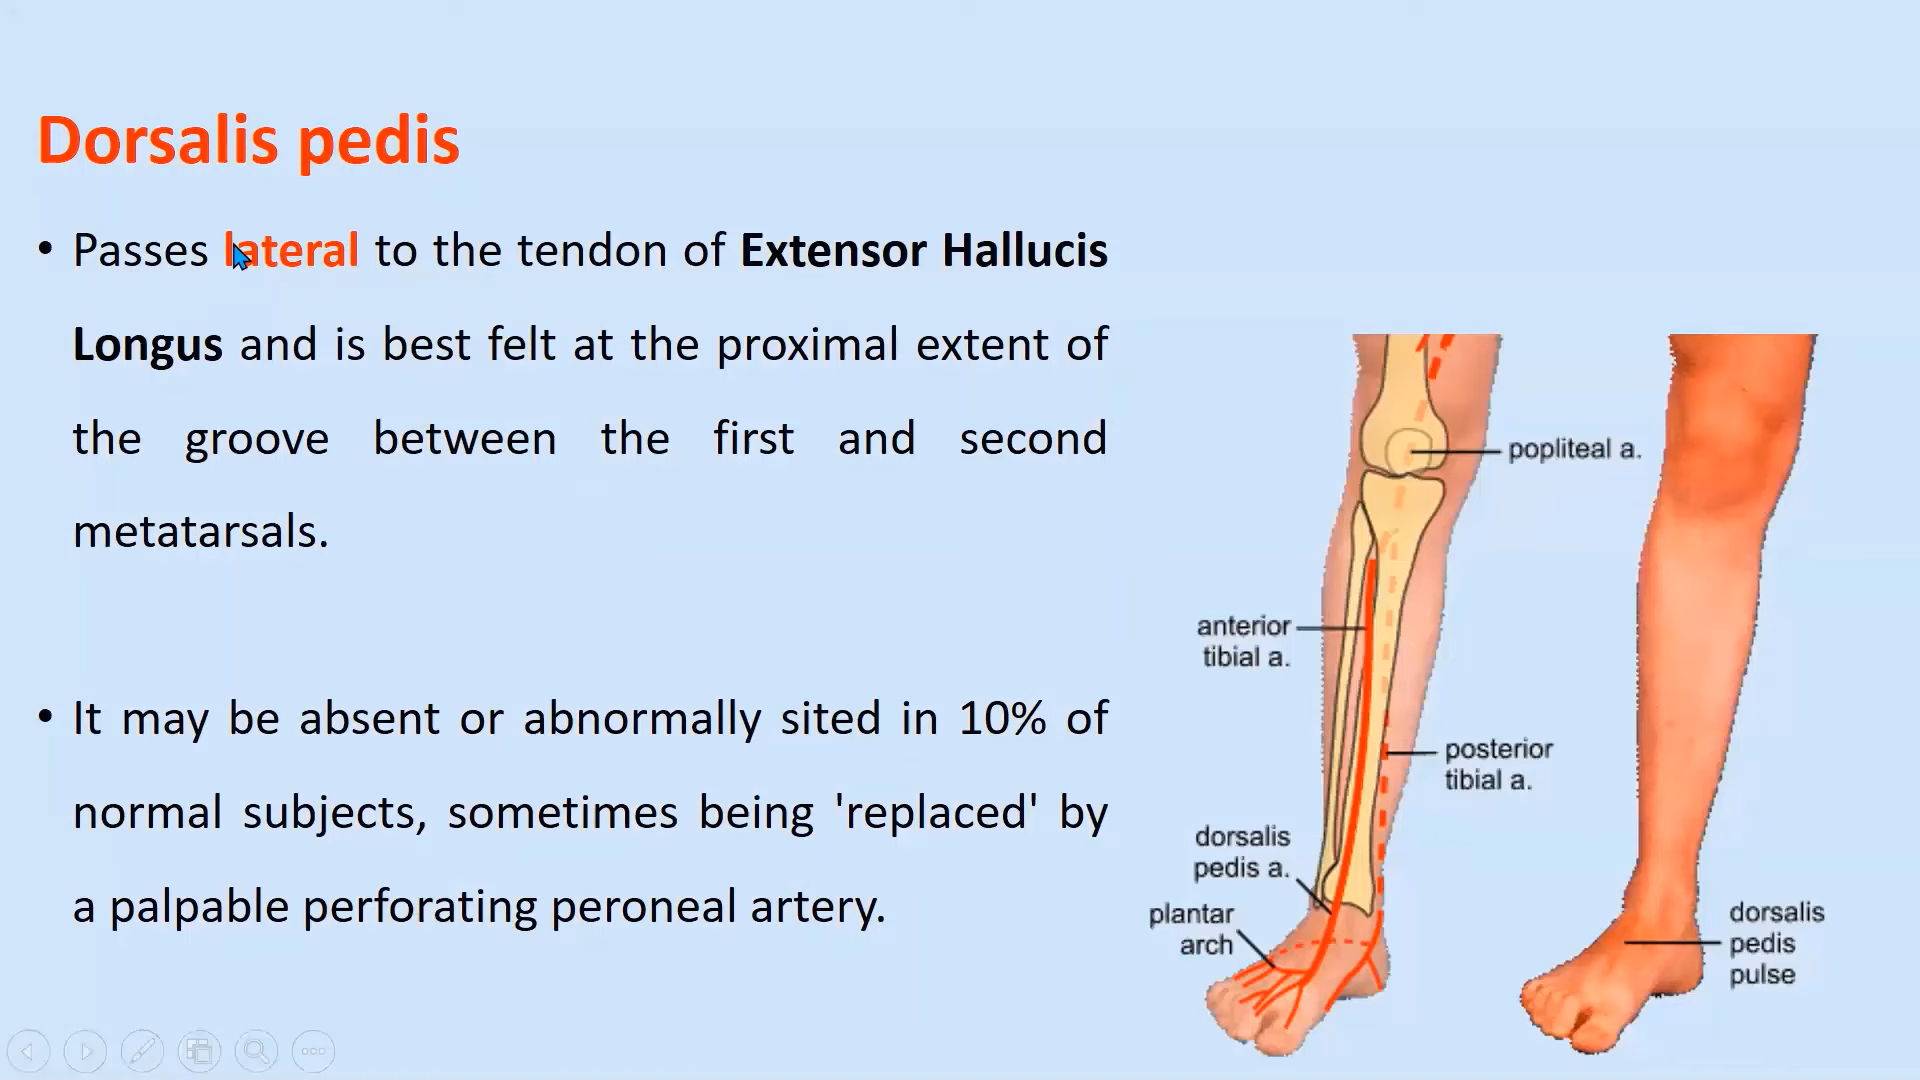 Dorsalis pedis
• Passes lateral to the tendon of Extensor Hallucis
Longus and is best felt at the proximal extent of
the groove between the first and second
metatarsals.
• It may be absent or abnormally sited in 10% of
normal subjects, sometimes being 'replaced' by
a palpable perforating peroneal artery.
popliteal a.
anterior
tibial a.
posterior
tibial a.
dorsalis
pedis a.
plantar
arch
dorsalis
pedis
pulse